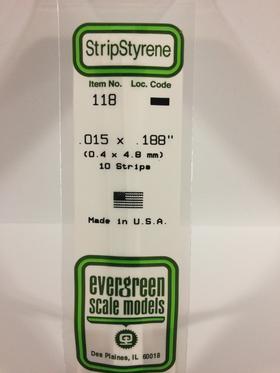 StripStyrene
Item No. Loc. Code
118
.015 x .188"
(0.4 x 4.8 mm)
10 Strips
Made in U.S.A.
evergreen
scale models
Des Plaines, IL 60018